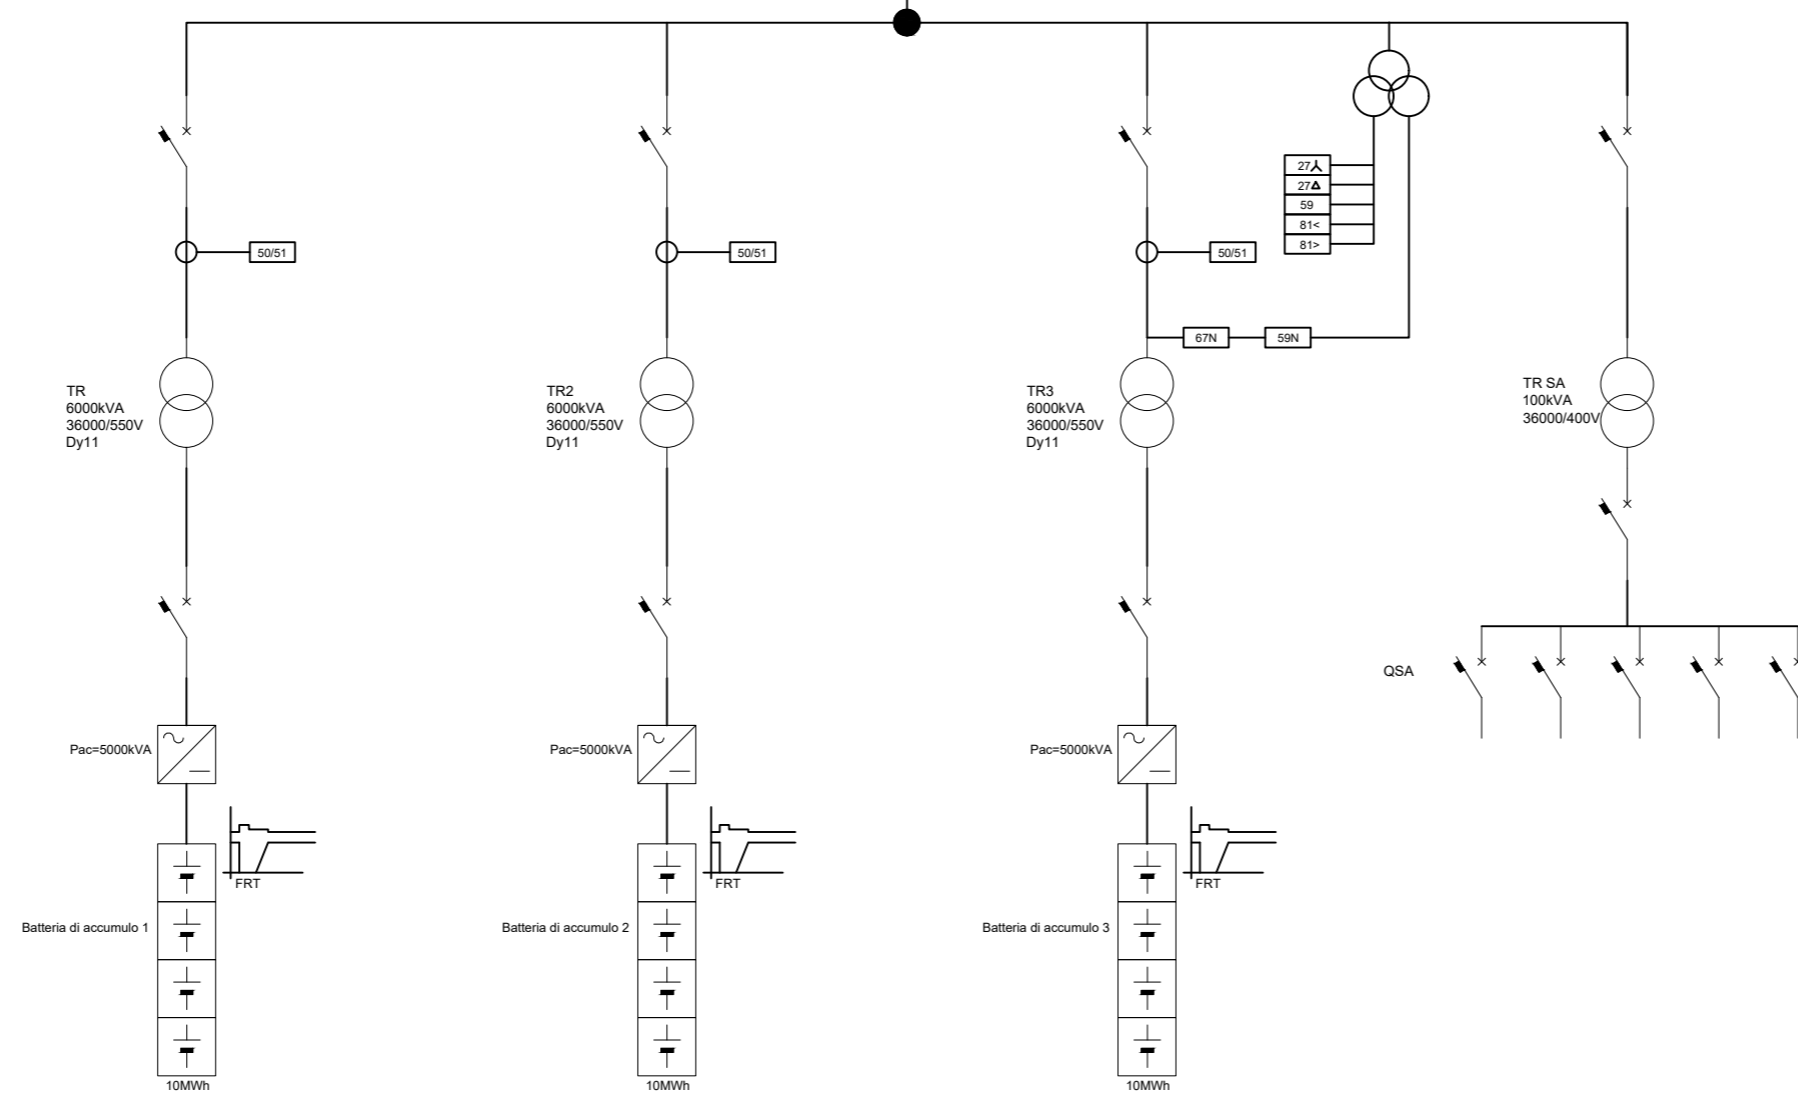 27
27
59
81<
81>
50/51
50/51
50/51
67N
59N
TR
6000kVA
36000/550V
Dy11
TR2
6000kVA
36000/550V
Dy11
TR3
6000kVA
36000/550V
Dy11
TR SA
100kVA
36000/400V
QSA
Pac=5000kVA
Pac=5000kVA
Pac=5000kVA
FRT
FRT
FRT
Batteria di accumulo 1
Batteria di accumulo 2
Batteria di accumulo 3
10MWh
10MWh
10MWh